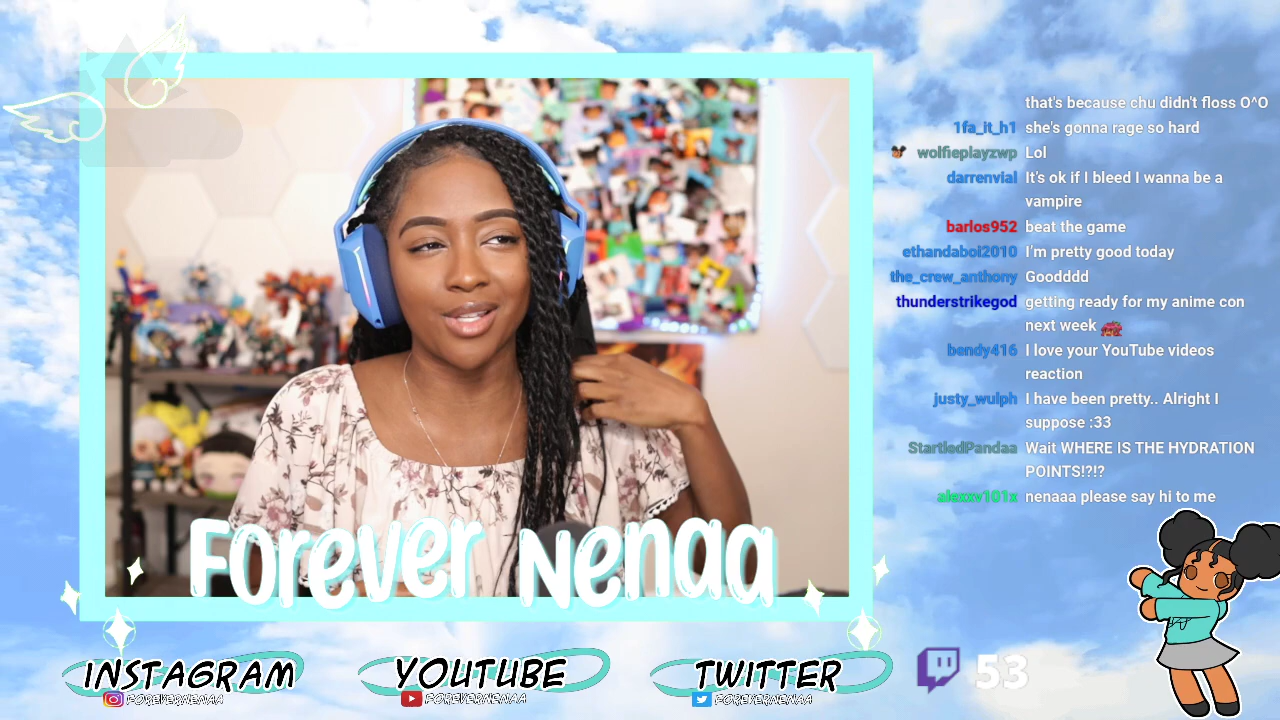 that's because chu didn't floss O^O
1fa_it_h1 she's gonna rage so hard
wolfieplayzwp Lol
darrenvial It's ok if I bleed I wanna be a
vampire
barlos952 beat the game
ethandaboi2010 I'm pretty good today
the_crew_anthony Goodddd
thunderstrikegod getting ready for my anime con
next week
bendy416 I love your YouTube videos
reaction
justy_wulph I have been pretty.. Alright I
suppose :33
StartledPandaa Wait WHERE IS THE HYDRATION
POINTS!?!?
alexxv101x nenaaa please say hi to me
Forever Nenaa
INSTAGRAM
FOREVERNENAA
YOUTUBE
FOREVERNENAA
TWITTER
FOREVERNENAA
53